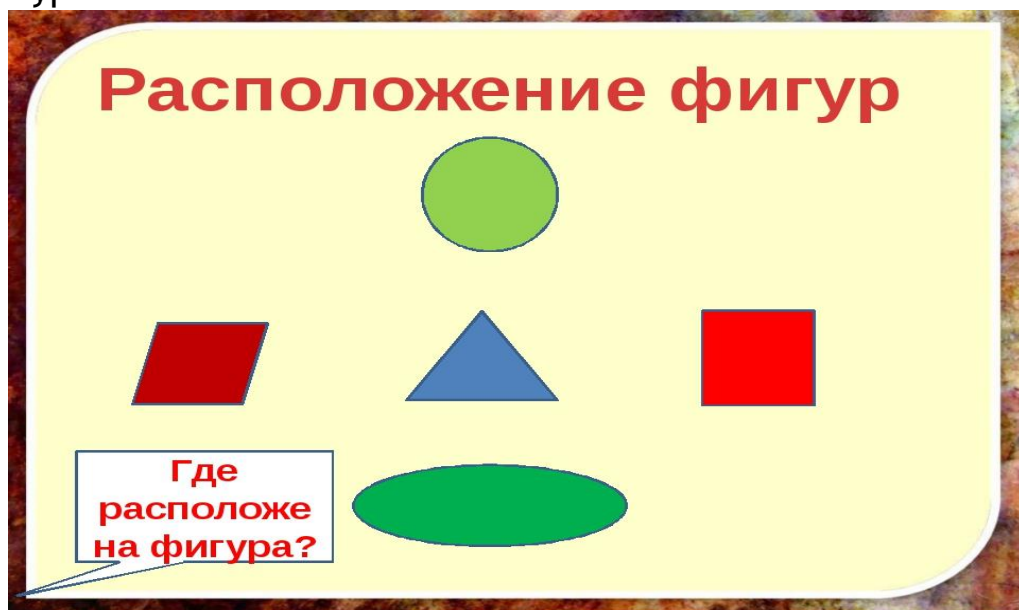 Расположение фигур
Где
расположе
на фигура?